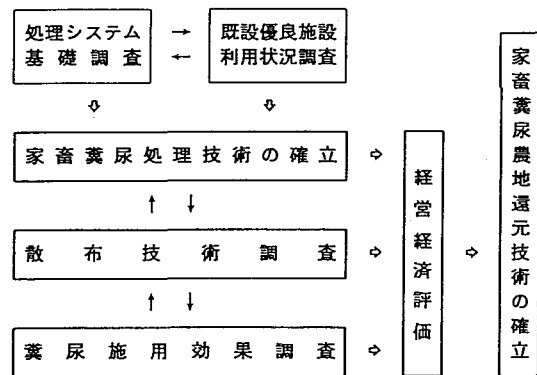 処理システム
基礎調査
→
←
既設優良施設
利用状況調査
⇩
⇩
家畜糞尿処理技術の確立
⇨
↑ ↓
散布技術調査
⇨
↑ ↓
糞尿施用効果調査
⇨
経営経済評価
⇨
家畜糞尿農地還元技術の確立